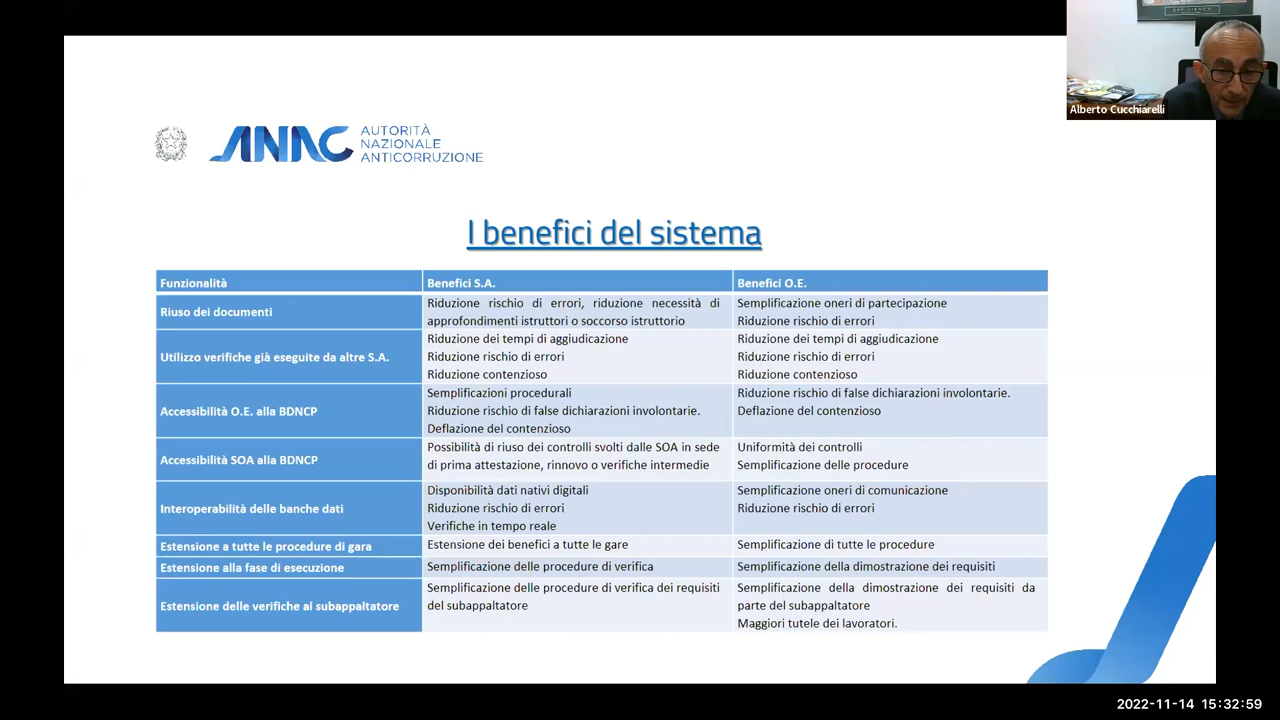 EFFICIENCY
Alberto Cucchiarelli
ANAC
AUTORITÀ
NAZIONALE
ANTICORRUZIONE
I benefici del sistema
Funzionalità
Benefici S.A.
Benefici O.E.
Riuso dei documenti
Riduzione rischio di errori, riduzione necessità di
approfondimenti istruttori o soccorso istruttorio
Semplificazione oneri di partecipazione
Riduzione rischio di errori
Utilizzo verifiche già eseguite da altre S.A.
Riduzione dei tempi di aggiudicazione
Riduzione rischio di errori
Riduzione contenzioso
Riduzione dei tempi di aggiudicazione
Riduzione rischio di errori
Riduzione contenzioso
Accessibilità O.E. alla BDNCP
Semplificazioni procedurali
Riduzione rischio di false dichiarazioni involontarie.
Deflazione del contenzioso
Riduzione rischio di false dichiarazioni involontarie.
Deflazione del contenzioso
Accessibilità SOA alla BDNCP
Possibilità di riuso dei controlli svolti dalle SOA in sede
di prima attestazione, rinnovo o verifiche intermedie
Uniformità dei controlli
Semplificazione delle procedure
Interoperabilità delle banche dati
Disponibilità dati nativi digitali
Riduzione rischio di errori
Verifiche in tempo reale
Semplificazione oneri di comunicazione
Riduzione rischio di errori
Estensione a tutte le procedure di gara
Estensione dei benefici a tutte le gare
Semplificazione di tutte le procedure
Estensione alla fase di esecuzione
Semplificazione delle procedure di verifica
Semplificazione della dimostrazione dei requisiti
Estensione delle verifiche al subappaltatore
Semplificazione delle procedure di verifica dei requisiti
del subappaltatore
Semplificazione della dimostrazione dei requisiti da
parte del subappaltatore
Maggiori tutele dei lavoratori.
2022-11-14 15:32:59